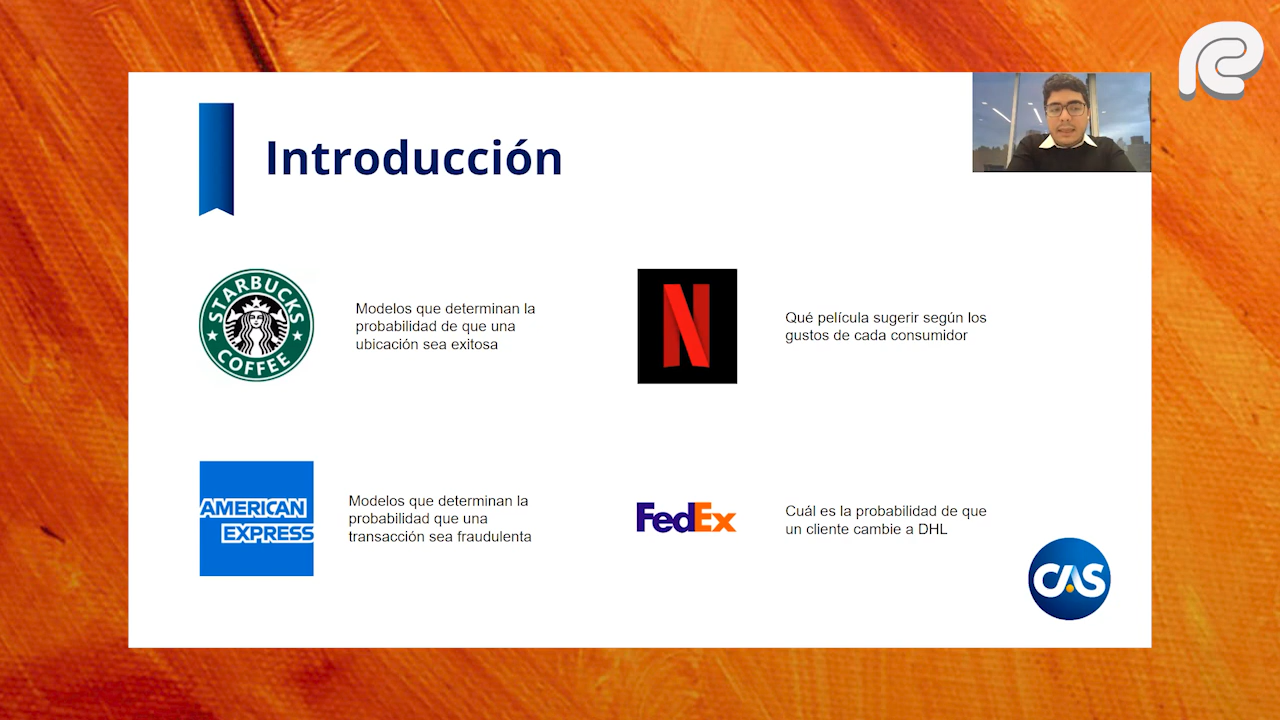 Introducción
STARBUCKS
COFFEE
Modelos que determinan la
probabilidad de que una
ubicación sea exitosa
N
Qué película sugerir según los
gustos de cada consumidor
AMERICAN
EXPRESS
Modelos que determinan la
probabilidad que una
transacción sea fraudulenta
FedEx
Cuál es la probabilidad de que
un cliente cambie a DHL
CAS